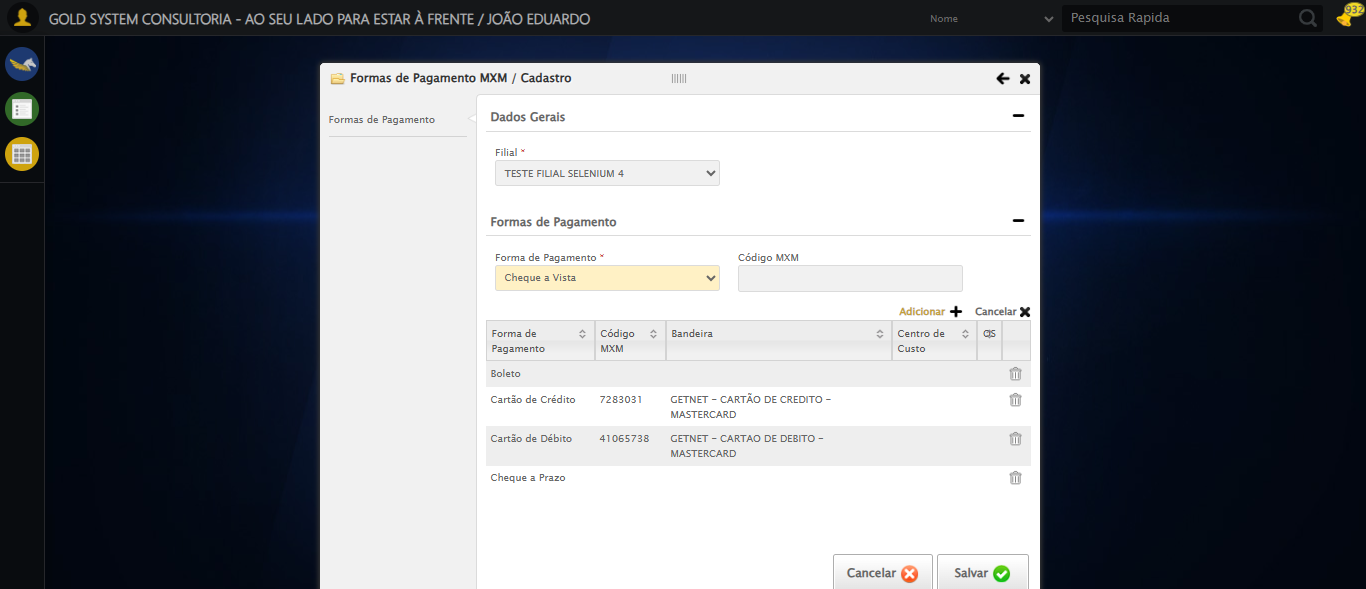 GOLD SYSTEM CONSULTORIA - AO SEU LADO PARA ESTAR À FRENTE / JOÃO EDUARDO
Nome
Pesquisa Rapida
932
Formas de Pagamento MXM / Cadastro
Formas de Pagamento
Dados Gerais
Filial *
TESTE FILIAL SELENIUM 4
Formas de Pagamento
Forma de Pagamento *
Código MXM
Cheque a Vista
Adicionar
Cancelar
Forma de Pagamento
Código MXM
Bandeira
Centro de Custo
Boleto
Cartão de Crédito
7283031
GETNET - CARTÃO DE CREDITO -
MASTERCARD
Cartão de Débito
41065738
GETNET - CARTAO DE DEBITO -
MASTERCARD
Cheque a Prazo
Cancelar
Salvar